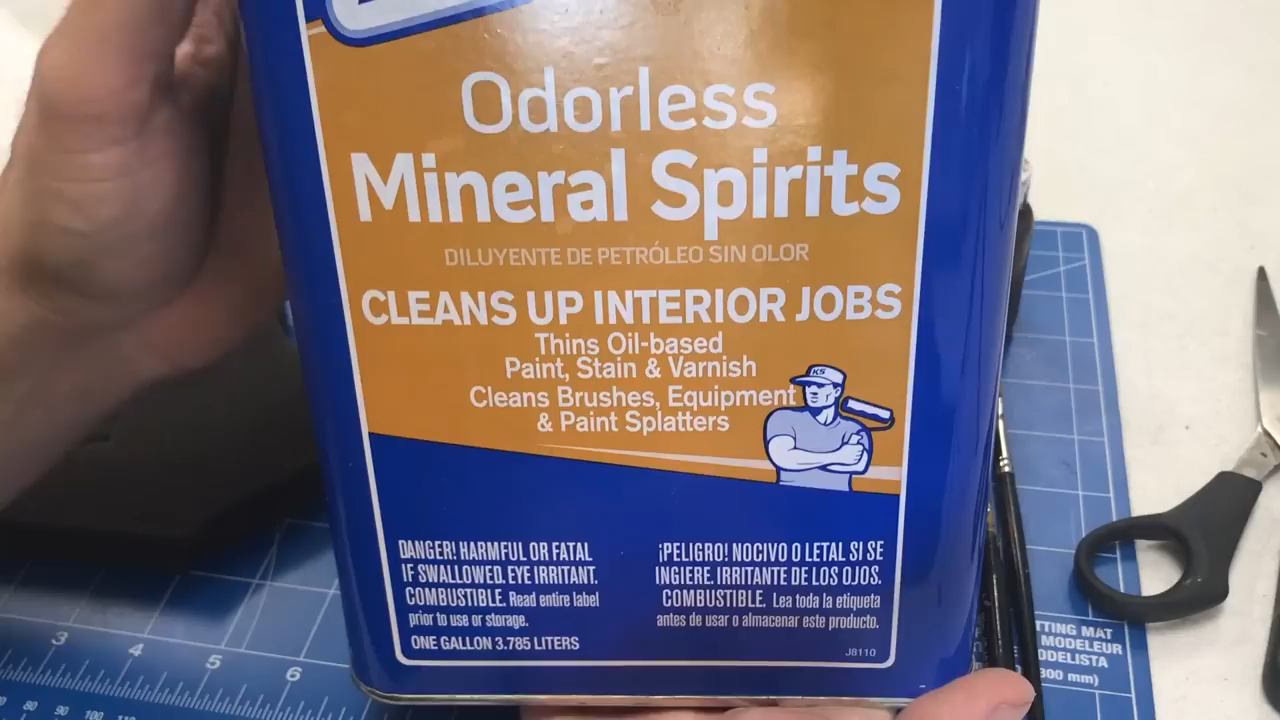 Odorless
Mineral Spirits
DILUYENTE DE PETRÓLEO SIN OLOR
CLEANS UP INTERIOR JOBS
Thins Oil-based
Paint, Stain & Varnish
Cleans Brushes, Equipment
& Paint Splatters
KS
DANGER! HARMFUL OR FATAL
IF SWALLOWED. EYE IRRITANT.
COMBUSTIBLE. Read entire label
prior to use or storage.
ONE GALLON 3.785 LITERS
¡PELIGRO! NOCIVO O LETAL SI SE
INGIERE. IRRITANTE DE LOS OJOS.
COMBUSTIBLE. Lea toda la etiqueta
antes de usar o almacenar este producto.
J8110
3 4 5 6
80 90 100
TTING MAT
MODELEUR
ODELISTA
300 mm)